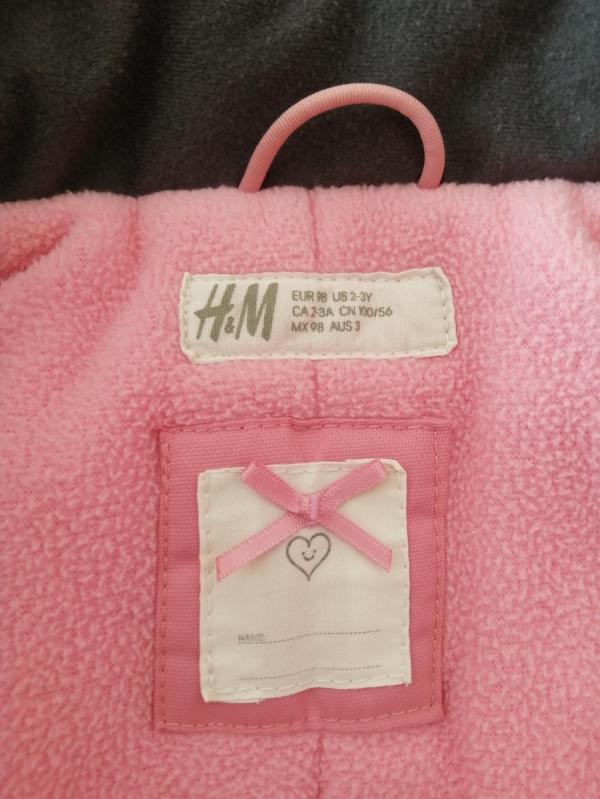 H&M
EUR 98 US 2-3Y
CA 2-3A CN 100/56
MX 98 AUS 3
NAME: